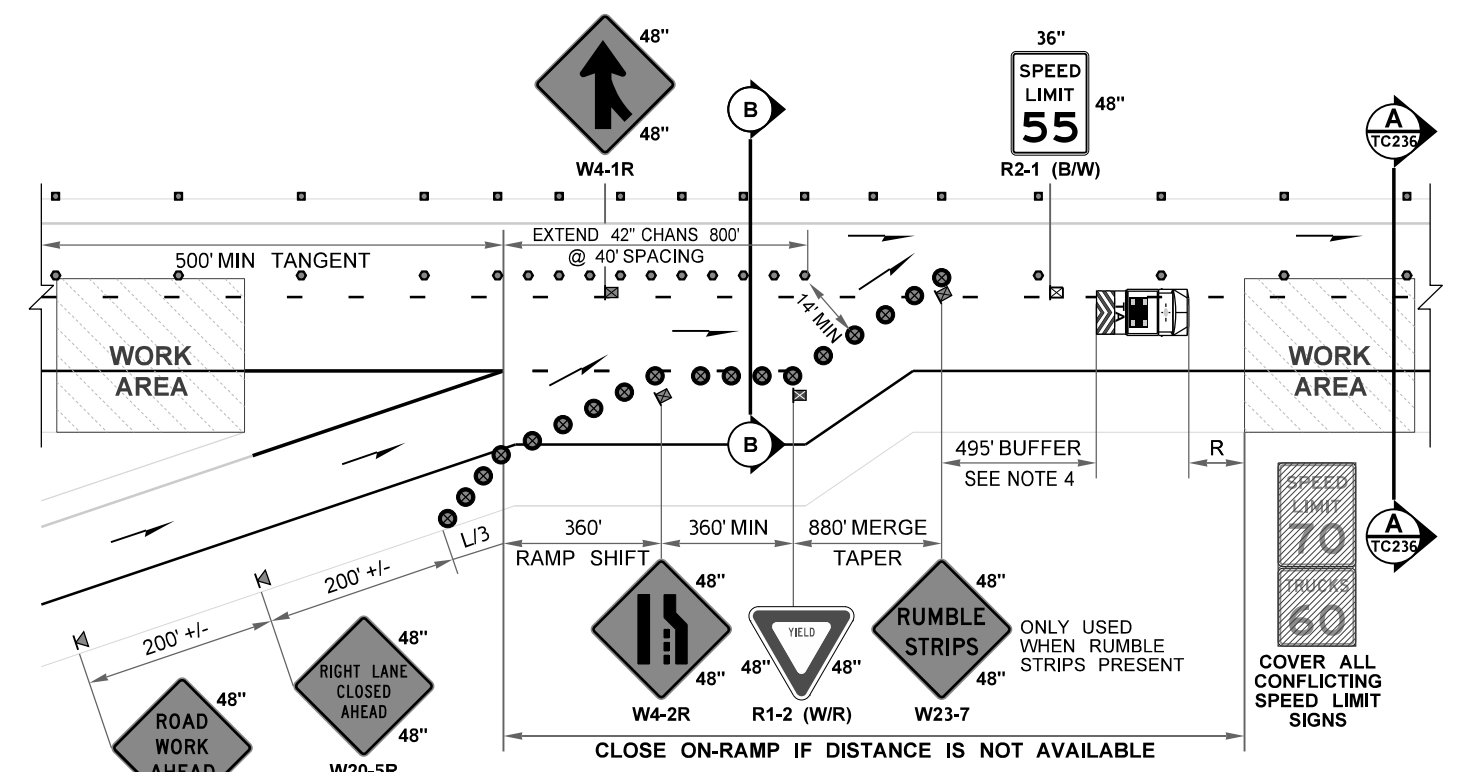 48"
48"
W4-1R
B
36"
SPEED
LIMIT
55
48"
R2-1 (B/W)
A
TC236
500' MIN TANGENT
EXTEND 42" CHANS 800'
@ 40' SPACING
14' MIN
TA
WORK
AREA
WORK
AREA
B
495' BUFFER
SEE NOTE 4
R
SPEED
LIMIT
70
TRUCKS
60
COVER ALL
CONFLICTING
SPEED LIMIT
SIGNS
A
TC236
L/3
360'
RAMP SHIFT
360' MIN
880' MERGE
TAPER
200' +/-
200' +/-
48"
48"
W4-2R
YIELD
48"
48"
R1-2 (W/R)
RUMBLE
STRIPS
48"
48"
W23-7
ONLY USED
WHEN RUMBLE
STRIPS PRESENT
RIGHT LANE
CLOSED
AHEAD
48"
48"
W20-5R
ROAD
WORK
AHEAD
48"
CLOSE ON-RAMP IF DISTANCE IS NOT AVAILABLE